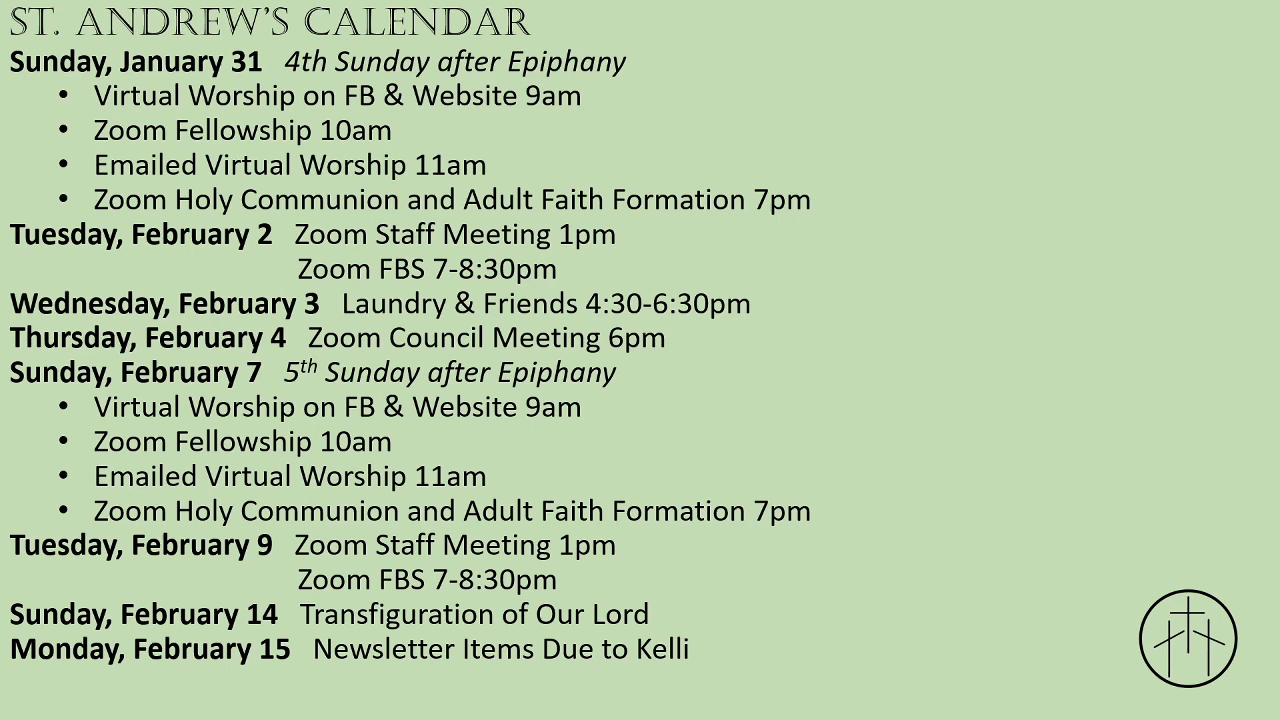 ST. ANDREW'S CALENDAR
Sunday, January 31 4th Sunday after Epiphany
• Virtual Worship on FB & Website 9am
• Zoom Fellowship 10am
• Emailed Virtual Worship 11am
• Zoom Holy Communion and Adult Faith Formation 7pm
Tuesday, February 2 Zoom Staff Meeting 1pm
Zoom FBS 7-8:30pm
Wednesday, February 3 Laundry & Friends 4:30-6:30pm
Thursday, February 4 Zoom Council Meeting 6pm
Sunday, February 7 5th Sunday after Epiphany
• Virtual Worship on FB & Website 9am
• Zoom Fellowship 10am
• Emailed Virtual Worship 11am
• Zoom Holy Communion and Adult Faith Formation 7pm
Tuesday, February 9 Zoom Staff Meeting 1pm
Zoom FBS 7-8:30pm
Sunday, February 14 Transfiguration of Our Lord
Monday, February 15 Newsletter Items Due to Kelli